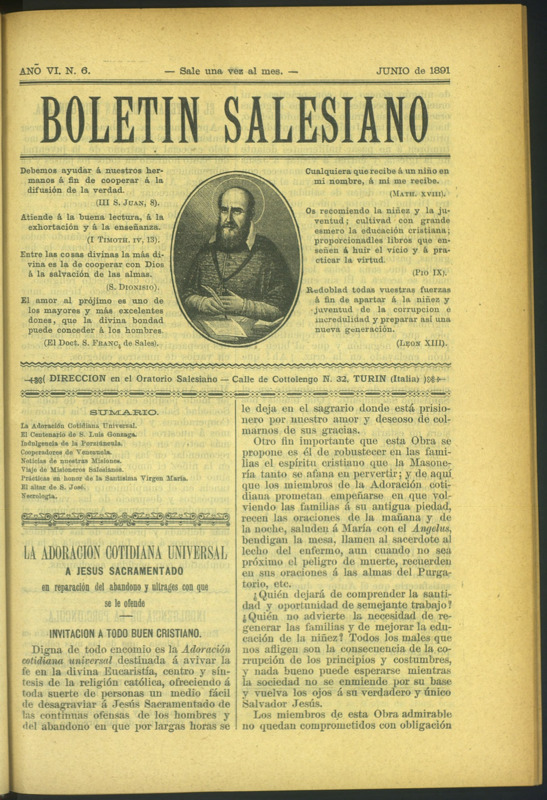 AÑO VI. N. 6.
— Sale una vez al mes. —
JUNIO de 1891
BOLETIN SALESIANO
Debemos ayudar á nuestros her-
manos á fin de cooperar á la
difusión de la verdad.
(III S. JUAN, 8).
Atiende á la buena lectura, á la
exhortación y á la enseñanza.
(I TIMOTH. IV, 13).
Entre las cosas divinas la más di-
vina es la de cooperar con Dios
á la salvación de las almas.
(S. DIONISIO).
El amor al prójimo es uno de
los mayores y más excelentes
dones, que la divina bondad
puede conceder á los hombres.
(El Doct. S. FRANC. de Sales).
Cualquiera que recibe á un niño en
mi nombre, á mí me recibe.
(MATH. XVIII).
Os recomiendo la niñez y la ju-
ventud; cultivad con grande
esmero la educación cristiana;
proporcionadles libros que en-
señen á huir el vicio y á pra-
cticar la virtud.
(PIO IX).
Redoblad todas vuestras fuerzas
á fin de apartar á la niñez y
juventud de la corrupcion é
incredulidad y preparar así una
nueva generación.
(LEON XIII).
DIRECCION en el Oratorio Salesiano — Calle de Cottolengo N. 32, TURIN (Italia)
SUMARIO.
La Adoración Cotidiana Universal.
El Centenario de S. Luis Gonzaga.
Indulgencia de la Porciúncula.
Cooperadores de Venezuela.
Noticias de nuestras Misiones.
Viaje de Misioneros Salesianos.
Prácticas en honor de la Santísima Virgen María.
El altar de S. José.
Necrología.
LA ADORACION COTIDIANA UNIVERSAL
A JESUS SACRAMENTADO
en reparación del abandono y ultrages con que
se le ofende
INVITACION A TODO BUEN CRISTIANO.
Digna de todo encomio es la Adoración
cotidiana universal destinada á avivar la
fe en la divina Eucaristía, centro y sín-
tesis de la religión católica, ofreciendo á
toda suerte de personas un medio fácil
de desagraviar á Jesús Sacramentado de
las continuas ofensas de los hombres y
del abandono en que por largas horas se
le deja en el sagrario donde está prisio-
nero por nuestro amor y deseoso de col-
marnos de sus gracias.
Otro fin importante que esta Obra se
propone es él de robustecer en las fami-
lias el espíritu cristiano que la Masone-
ría tanto se afana en pervertir; y de aquí
que los miembros de la Adoración coti-
diana prometan empeñarse en que vol-
viendo las familias á su antigua piedad,
recen las oraciones de la mañana y de
la noche, saluden á María con el Angelus,
bendigan la mesa, llamen al sacerdote al
lecho del enfermo, aun cuando no sea
próximo el peligro de muerte, recuerden
en sus oraciones á las almas del Purga-
torio, etc.
¿Quién dejará de comprender la santi-
dad y oportunidad de semejante trabajo?
¿Quién no advierte la necesidad de re-
generar las familias y de mejorar la edu-
cación de la niñez? Todos los males que
nos afligen son la consecuencia de la co-
rrupción de los principios y costumbres,
y nada bueno puede esperarse mientras
la sociedad no se enmiende por su base
y vuelva los ojos á su verdadero y único
Salvador Jesús.
Los miembros de esta Obra admirable
no quedan comprometidos con obligación